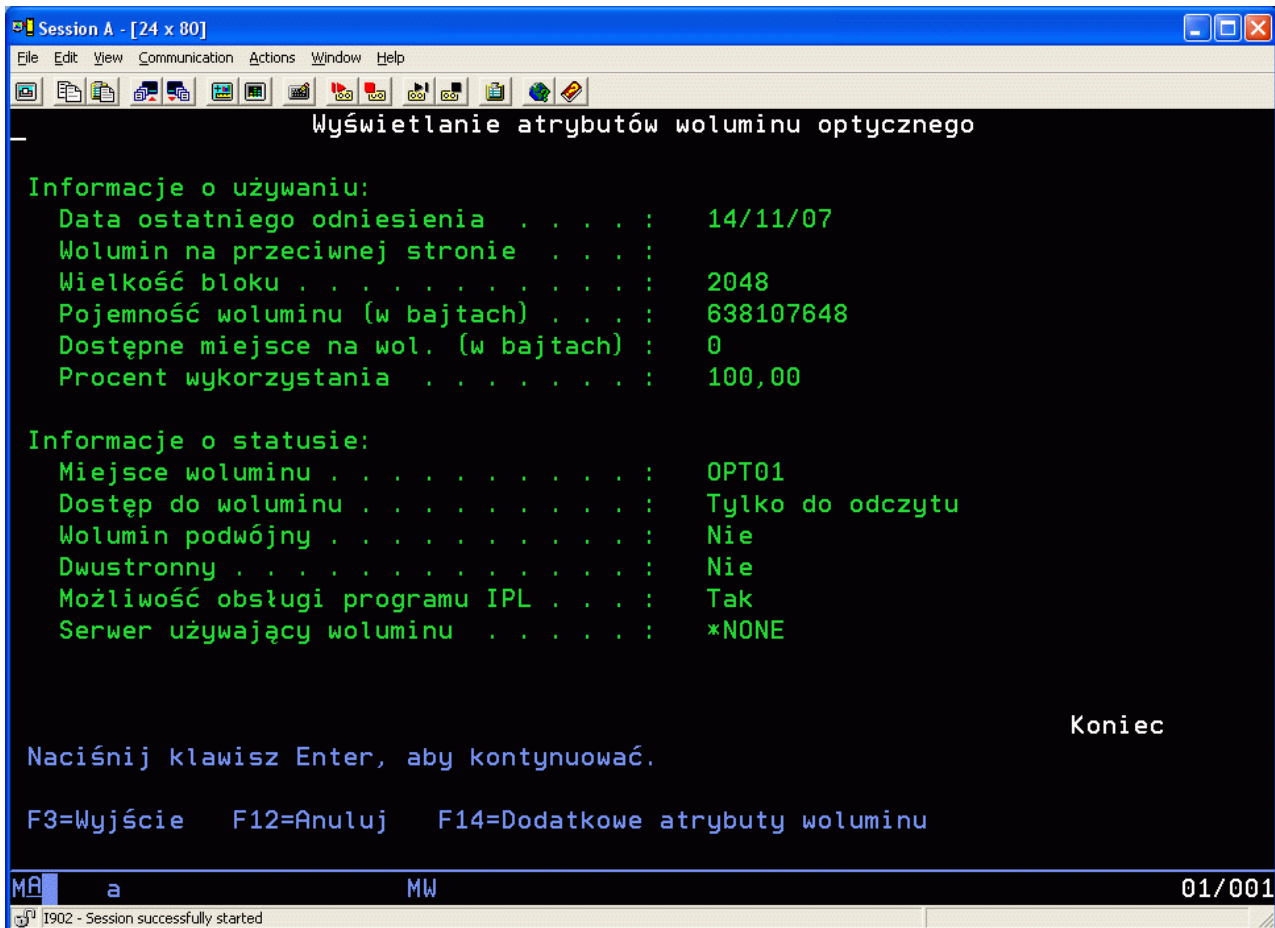 Session A - [24 x 80]
File Edit View Communication Actions Window Help
Wyświetlanie atrybutów woluminu optycznego
Informacje o używaniu:
Data ostatniego odniesienia . . . . : 14/11/07
Wolumin na przeciwnej stronie . . . :
Wielkość bloku . . . . . . . . . . . : 2048
Pojemność woluminu (w bajtach) . . . : 638107648
Dostępne miejsce na wol. (w bajtach) : 0
Procent wykorzystania . . . . . . . : 100,00
Informacje o statusie:
Miejsce woluminu . . . . . . . . . . : OPT01
Dostęp do woluminu . . . . . . . . . : Tylko do odczytu
Wolumin podwójny . . . . . . . . . . : Nie
Dwustronny . . . . . . . . . . . . . : Nie
Możliwość obsługi programu IPL . . . : Tak
Serwer używający woluminu . . . . . : *NONE
Koniec
Naciśnij klawisz Enter, aby kontynuować.
F3=Wyjście F12=Anuluj F14=Dodatkowe atrybuty woluminu
MA a MW 01/001
I902 - Session successfully started